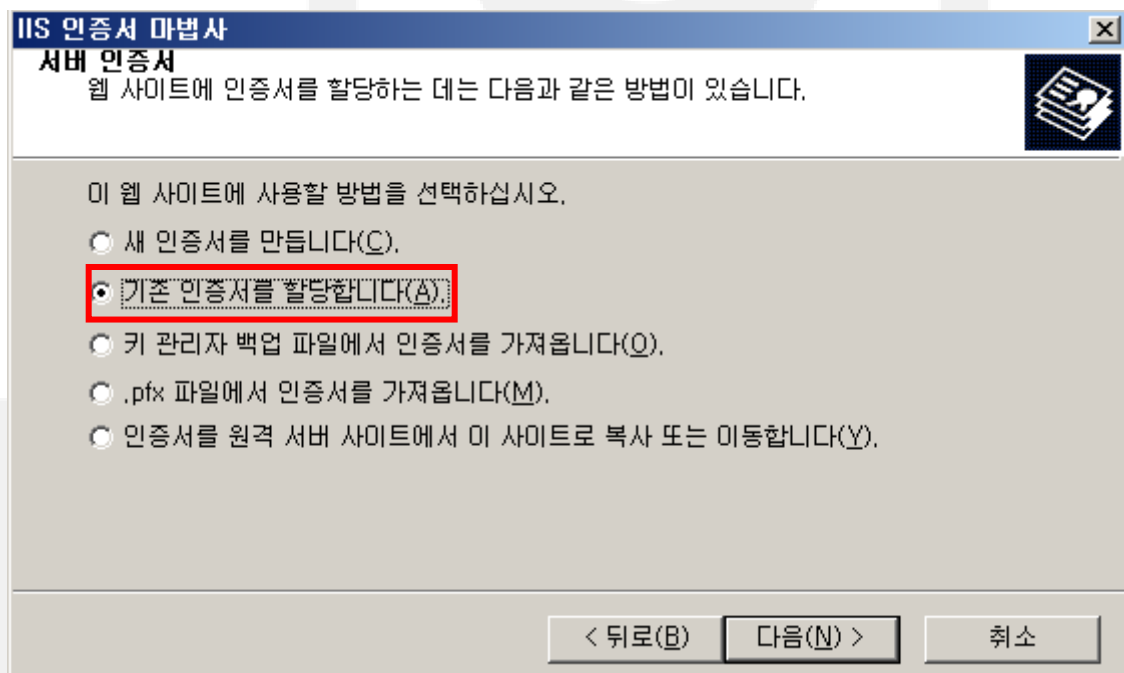 IIS 인증서 마법사
서버 인증서
웹 사이트에 인증서를 할당하는 데는 다음과 같은 방법이 있습니다.
이 웹 사이트에 사용할 방법을 선택하십시오.
새 인증서를 만듭니다(C).
기존 인증서를 할당합니다(A).
키 관리자 백업 파일에서 인증서를 가져옵니다(O).
.pfx 파일에서 인증서를 가져옵니다(M).
인증서를 원격 서버 사이트에서 이 사이트로 복사 또는 이동합니다(Y).
< 뒤로(B) 다음(N) > 취소